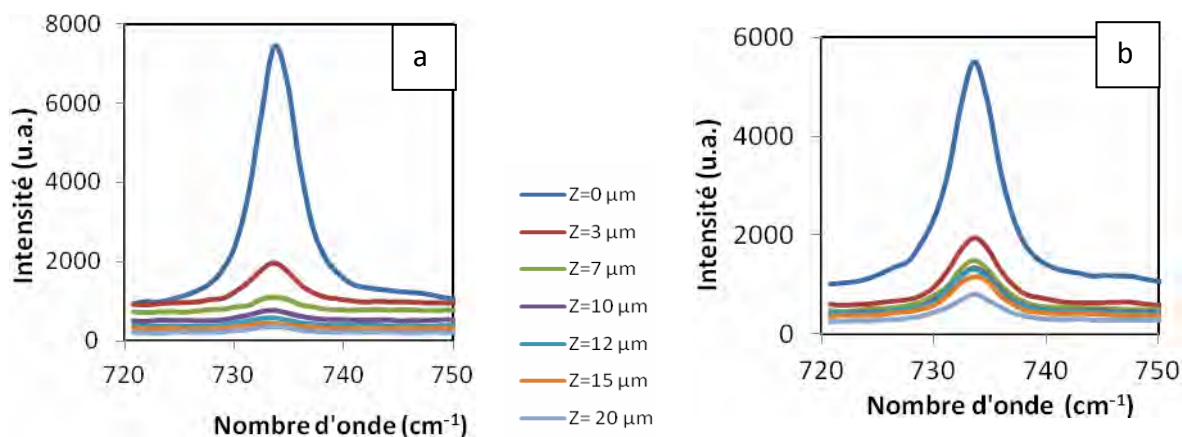 a
Intensité (u.a.)
8000
6000
4000
2000
0
720 730 740 750
Nombre d'onde (cm-1)
Z=0 µm
Z=3 µm
Z=7 µm
Z=10 µm
Z=12 µm
Z=15 µm
Z= 20 µm
b
Intensité (u.a.)
6000
4000
2000
0
720 730 740 750
Nombre d'onde (cm-1)